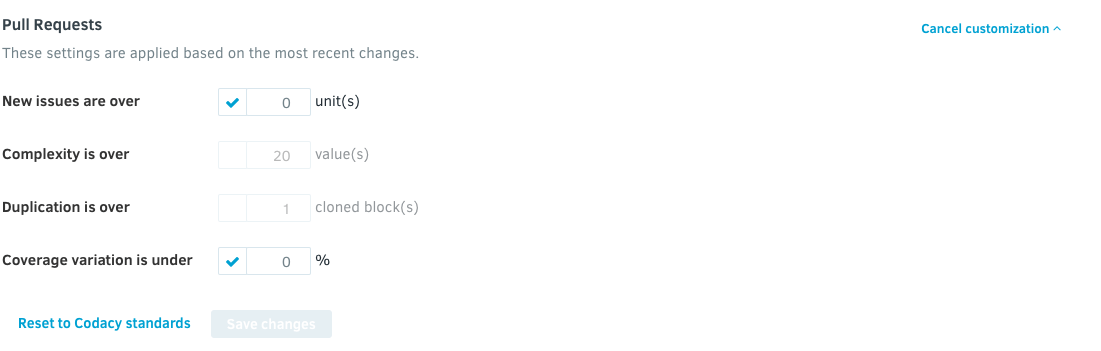 Pull Requests
Cancel customization
These settings are applied based on the most recent changes.
New issues are over 0 unit(s)
Complexity is over 20 value(s)
Duplication is over 1 cloned block(s)
Coverage variation is under 0 %
Reset to Codacy standards Save changes